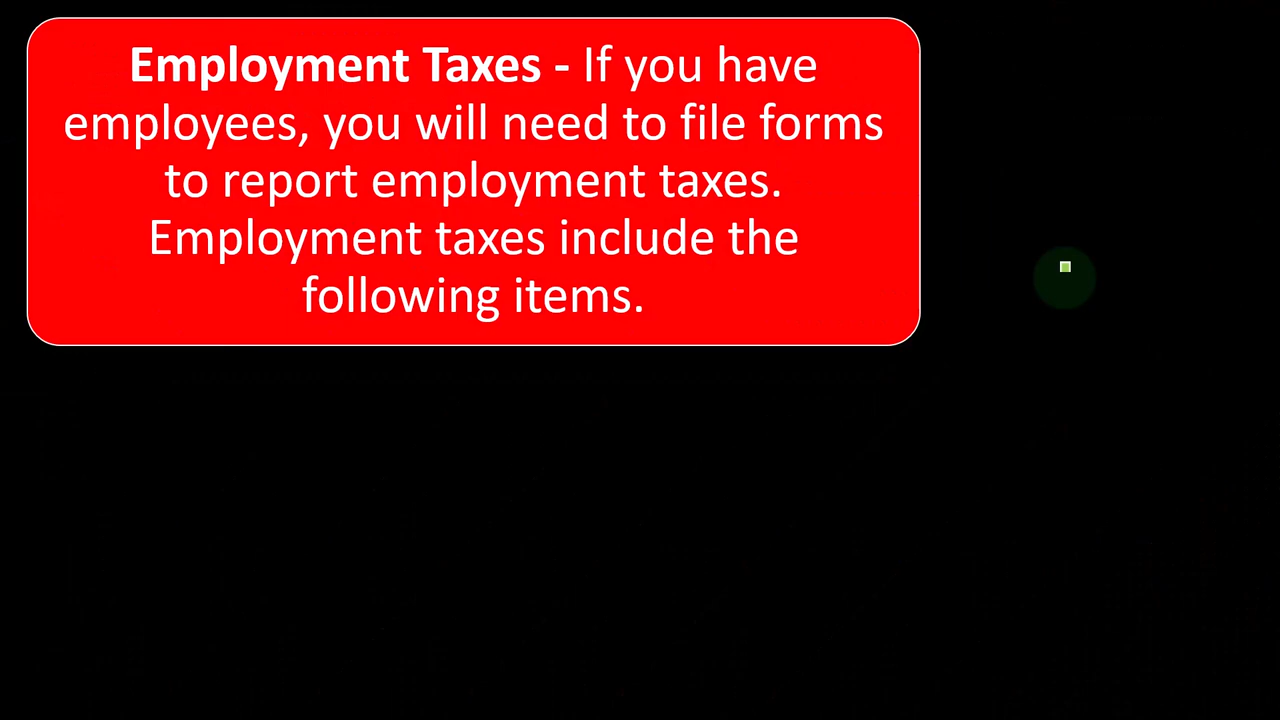 Employment Taxes - If you have
employees, you will need to file forms
to report employment taxes.
Employment taxes include the
following items.